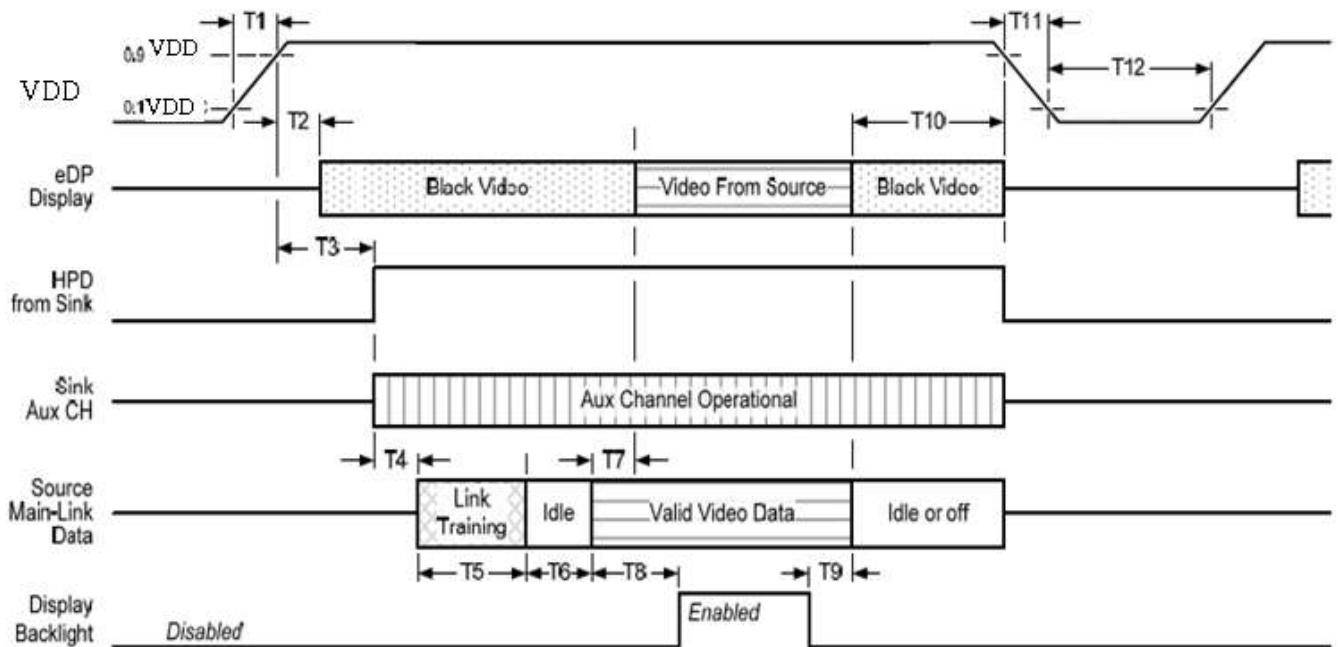 T1
T11
0.9 VDD
VDD
T12
0.1VDD
T2
T10
eDP
Display
Black Video
Video From Source
Black Video
T3
HPD
from Sink
Sink
Aux CH
Aux Channel Operational
T4
T7
Source
Main-Link
Data
Link
Training
Idle
Valid Video Data
Idle or off
T5
T6
T8
T9
Display
Backlight
Disabled
Enabled